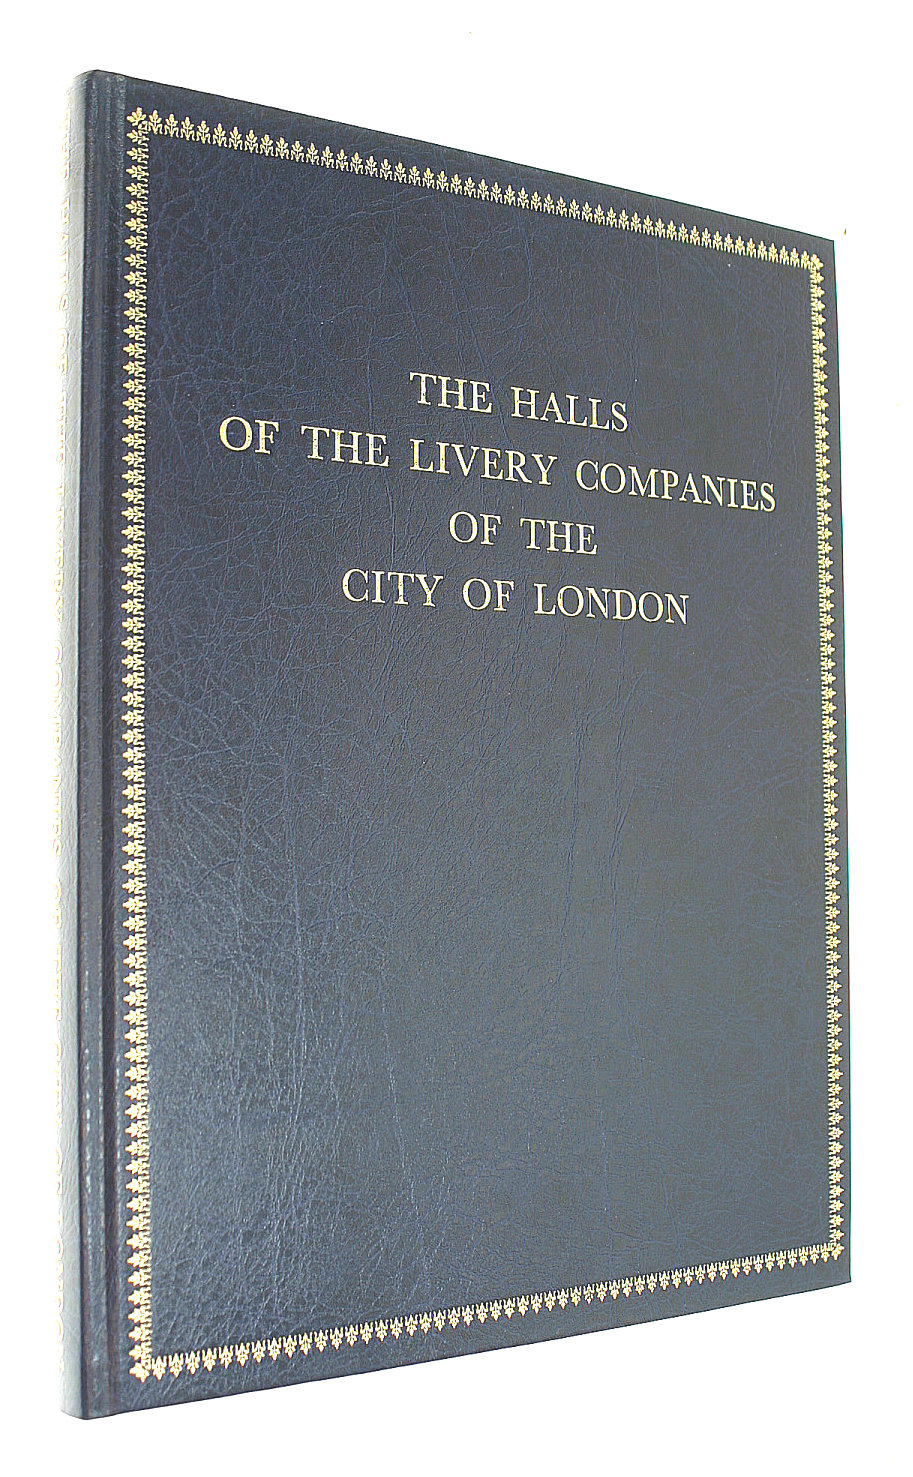 THE HALLS
OF THE LIVERY COMPANIES
OF THE
CITY OF LONDON